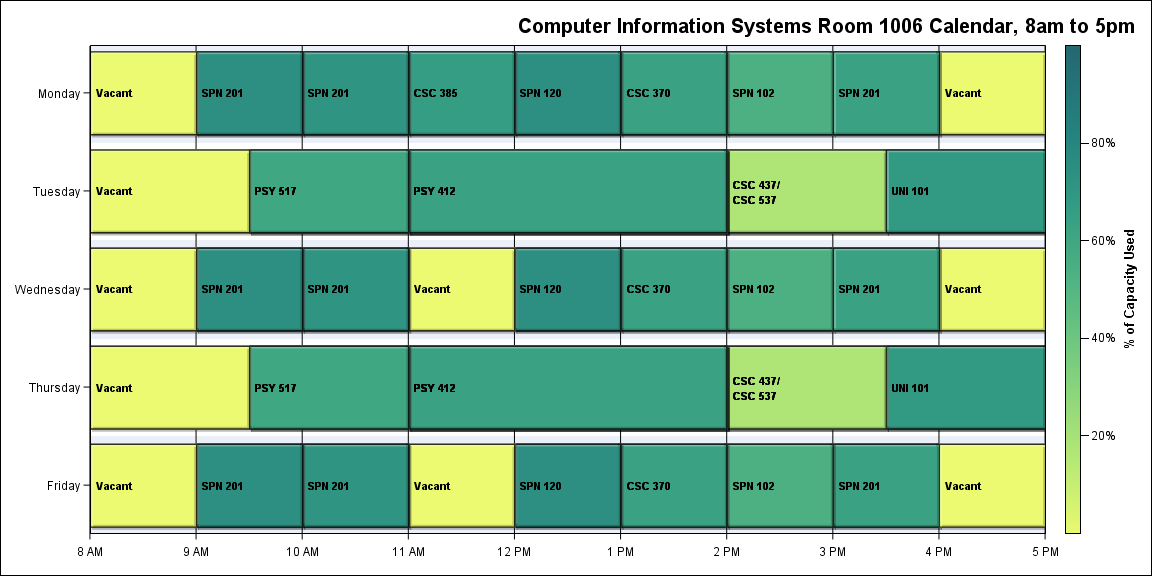 Computer Information Systems Room 1006 Calendar, 8am to 5pm
Monday
Vacant
SPN 201
SPN 201
CSC 385
SPN 120
CSC 370
SPN 102
SPN 201
Vacant
Tuesday
Vacant
PSY 517
PSY 412
CSC 437/
CSC 537
UNI 101
Wednesday
Vacant
SPN 201
SPN 201
Vacant
SPN 120
CSC 370
SPN 102
SPN 201
Vacant
Thursday
Vacant
PSY 517
PSY 412
CSC 437/
CSC 537
UNI 101
Friday
Vacant
SPN 201
SPN 201
Vacant
SPN 120
CSC 370
SPN 102
SPN 201
Vacant
8 AM
9 AM
10 AM
11 AM
12 PM
1 PM
2 PM
3 PM
4 PM
5 PM
80%
60%
40%
20%
% of Capacity Used